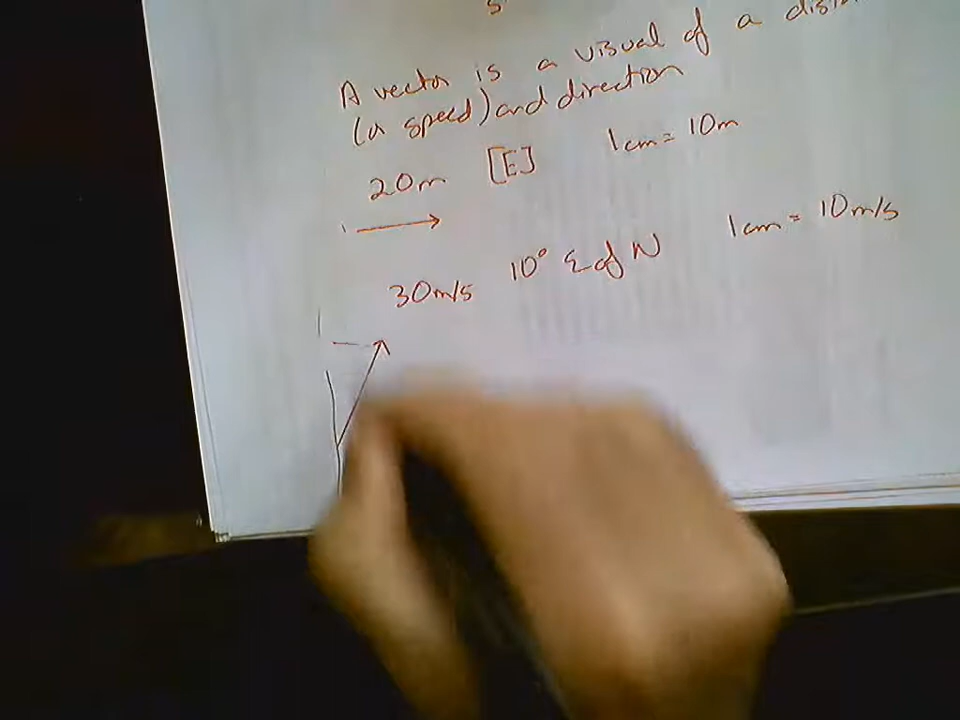 A vector is a visual of a
(a speed) and direction
20m [E] 1cm = 10m
30m/s 10° E of N 1cm = 10m/s